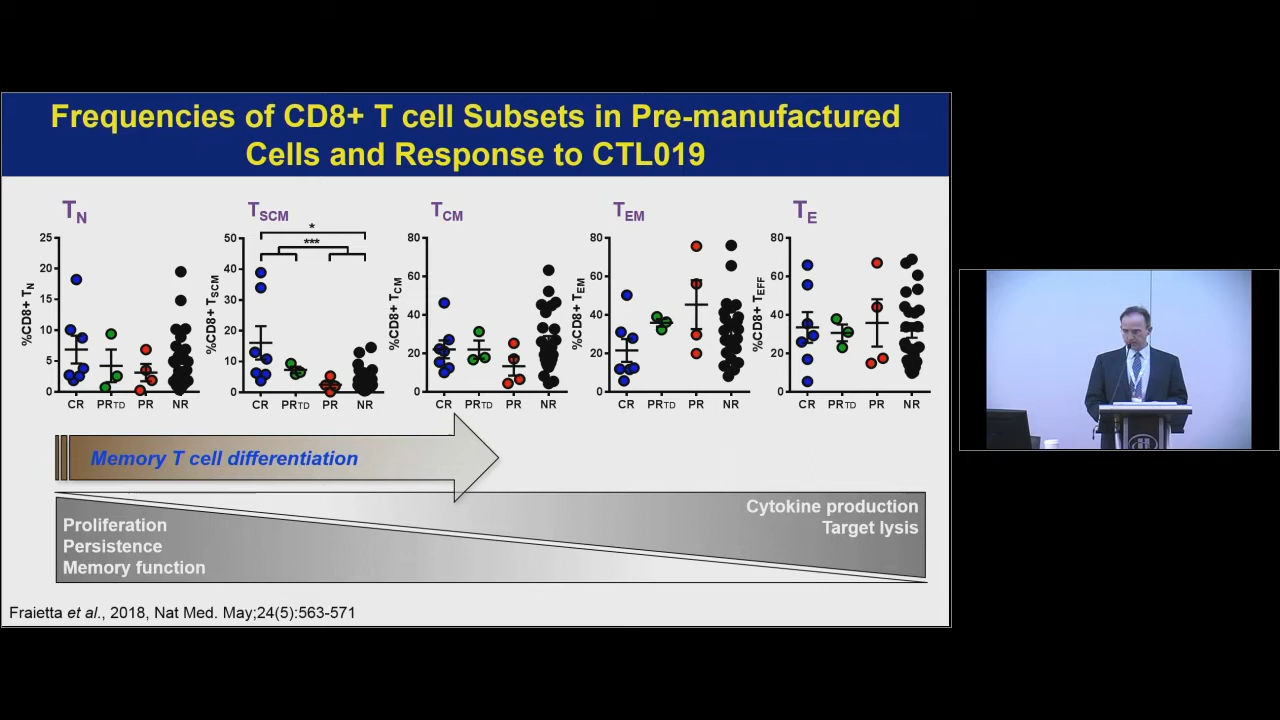 Frequencies of CD8+ T cell Subsets in Pre-manufactured
Cells and Response to CTL019
TN
%CD8+ TN
25
20
15
10
5
0
CR PRTD PR NR
TSCM
*
***
%CD8+ TSCM
50
40
30
20
10
0
CR PRTD PR NR
TCM
%CD8+ TCM
80
60
40
20
0
CR PRTD PR NR
TEM
%CD8+ TEM
80
60
40
20
0
CR PRTD PR NR
TE
%CD8+ TEFF
80
60
40
20
0
CR PRTD PR NR
Memory T cell differentiation
Proliferation
Persistence
Memory function
Cytokine production
Target lysis
Fraietta et al., 2018, Nat Med. May;24(5):563-571